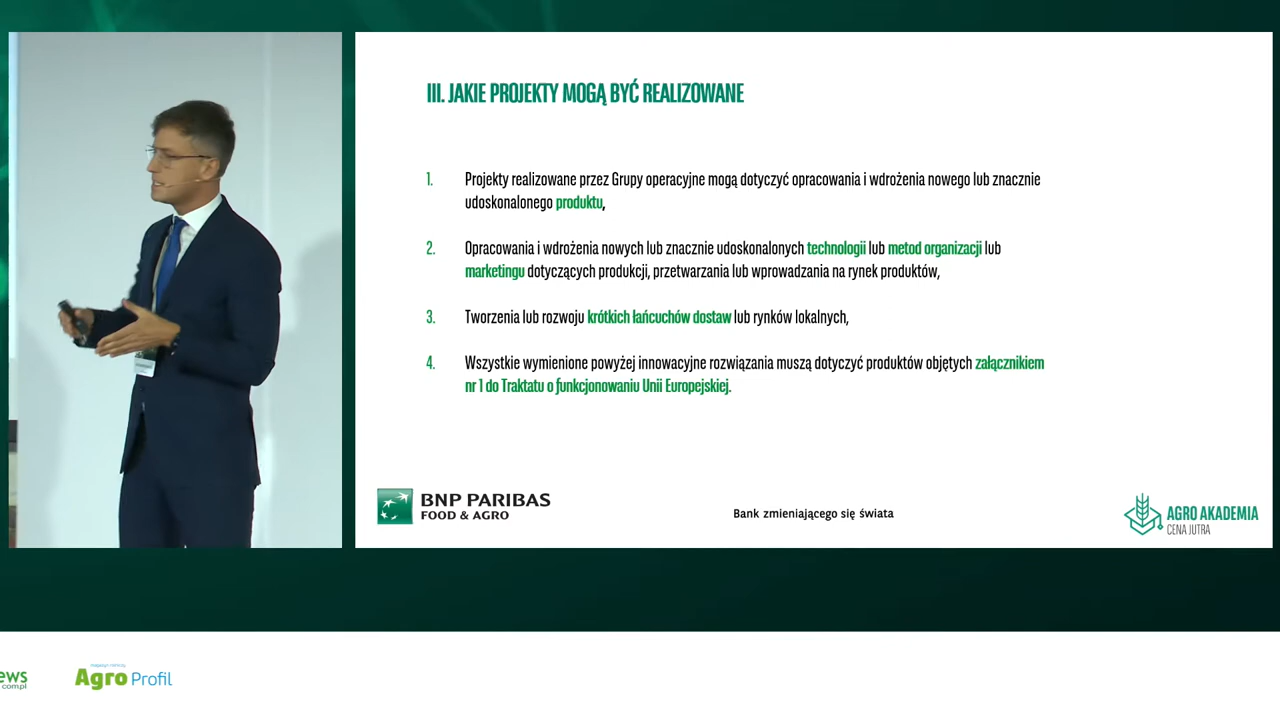 III. JAKIE PROJEKTY MOGĄ BYĆ REALIZOWANE
1. Projekty realizowane przez Grupy operacyjne mogą dotyczyć opracowania i wdrożenia nowego lub znacznie
udoskonalonego produktu,
2. Opracowania i wdrożenia nowych lub znacznie udoskonalonych technologii lub metod organizacji lub
marketingu dotyczących produkcji, przetwarzania lub wprowadzania na rynek produktów,
3. Tworzenia lub rozwoju krótkich łańcuchów dostaw lub rynków lokalnych,
4. Wszystkie wymienione powyżej innowacyjne rozwiązania muszą dotyczyć produktów objętych załącznikiem
nr 1 do Traktatu o funkcjonowaniu Unii Europejskiej.
BNP PARIBAS
FOOD & AGRO
Bank zmieniającego się świata
AGRO AKADEMIA
CENA JUTRA
ews
com.pl
Agro Profil